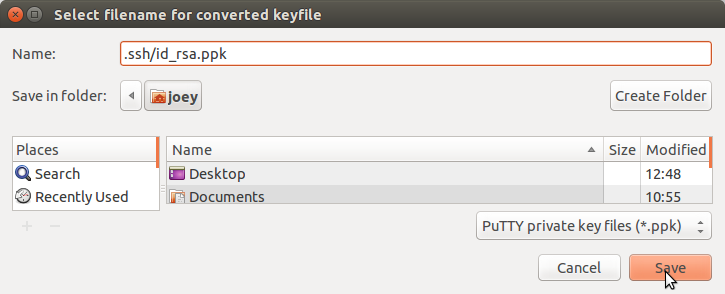 Select filename for converted keyfile
Name: .ssh/id_rsa.ppk
Save in folder: joey Create Folder
Places Name Size Modified
Search Desktop 12:48
Recently Used Documents 10:55
PuTTY private key files (*.ppk)
Cancel Save